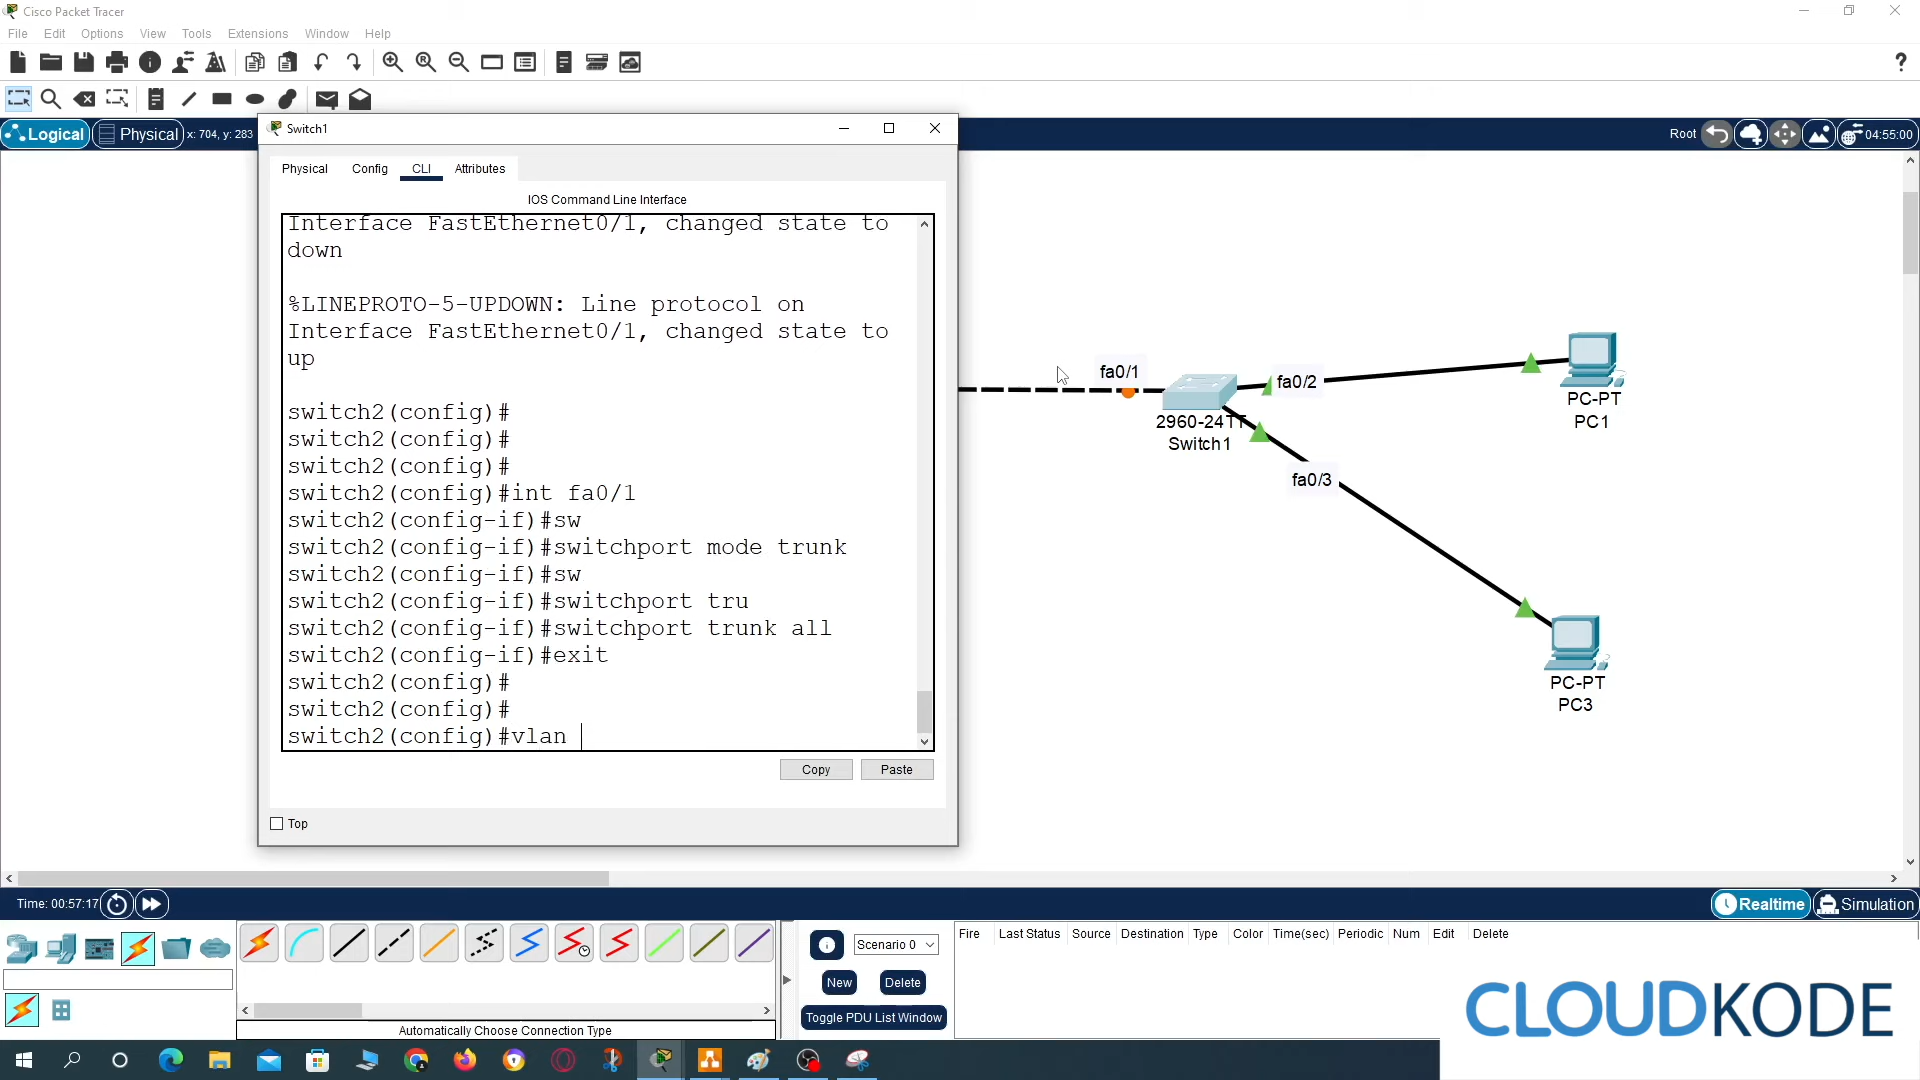 Cisco Packet Tracer
File Edit Options View Tools Extensions Window Help
Logical Physical x: 704, y: 283
Root 04:55:00
Switch1
Physical Config CLI Attributes
IOS Command Line Interface
Interface FastEthernet0/1, changed state to
down
%LINEPROTO-5-UPDOWN: Line protocol on
Interface FastEthernet0/1, changed state to
up
switch2(config)#
switch2(config)#
switch2(config)#
switch2(config)#int fa0/1
switch2(config-if)#sw
switch2(config-if)#switchport mode trunk
switch2(config-if)#sw
switch2(config-if)#switchport tru
switch2(config-if)#switchport trunk all
switch2(config-if)#exit
switch2(config)#
switch2(config)#
switch2(config)#vlan
Copy Paste
Top
fa0/1
fa0/2
2960-24TT
Switch1
fa0/3
PC-PT
PC1
PC-PT
PC3
Time: 00:57:17
Realtime Simulation
Scenario 0
New Delete
Toggle PDU List Window
Fire Last Status Source Destination Type Color Time(sec) Periodic Num Edit Delete
Automatically Choose Connection Type
CLOUDKODE